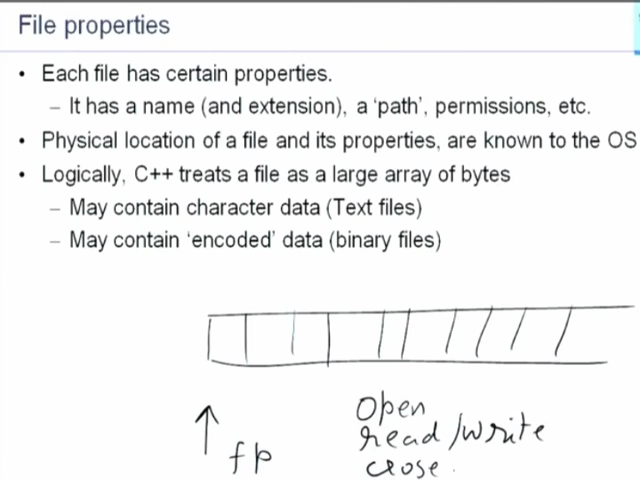 File properties
• Each file has certain properties.
– It has a name (and extension), a 'path', permissions, etc.
• Physical location of a file and its properties, are known to the OS
• Logically, C++ treats a file as a large array of bytes
– May contain character data (Text files)
– May contain 'encoded' data (binary files)
Open
read/write
close.
fp